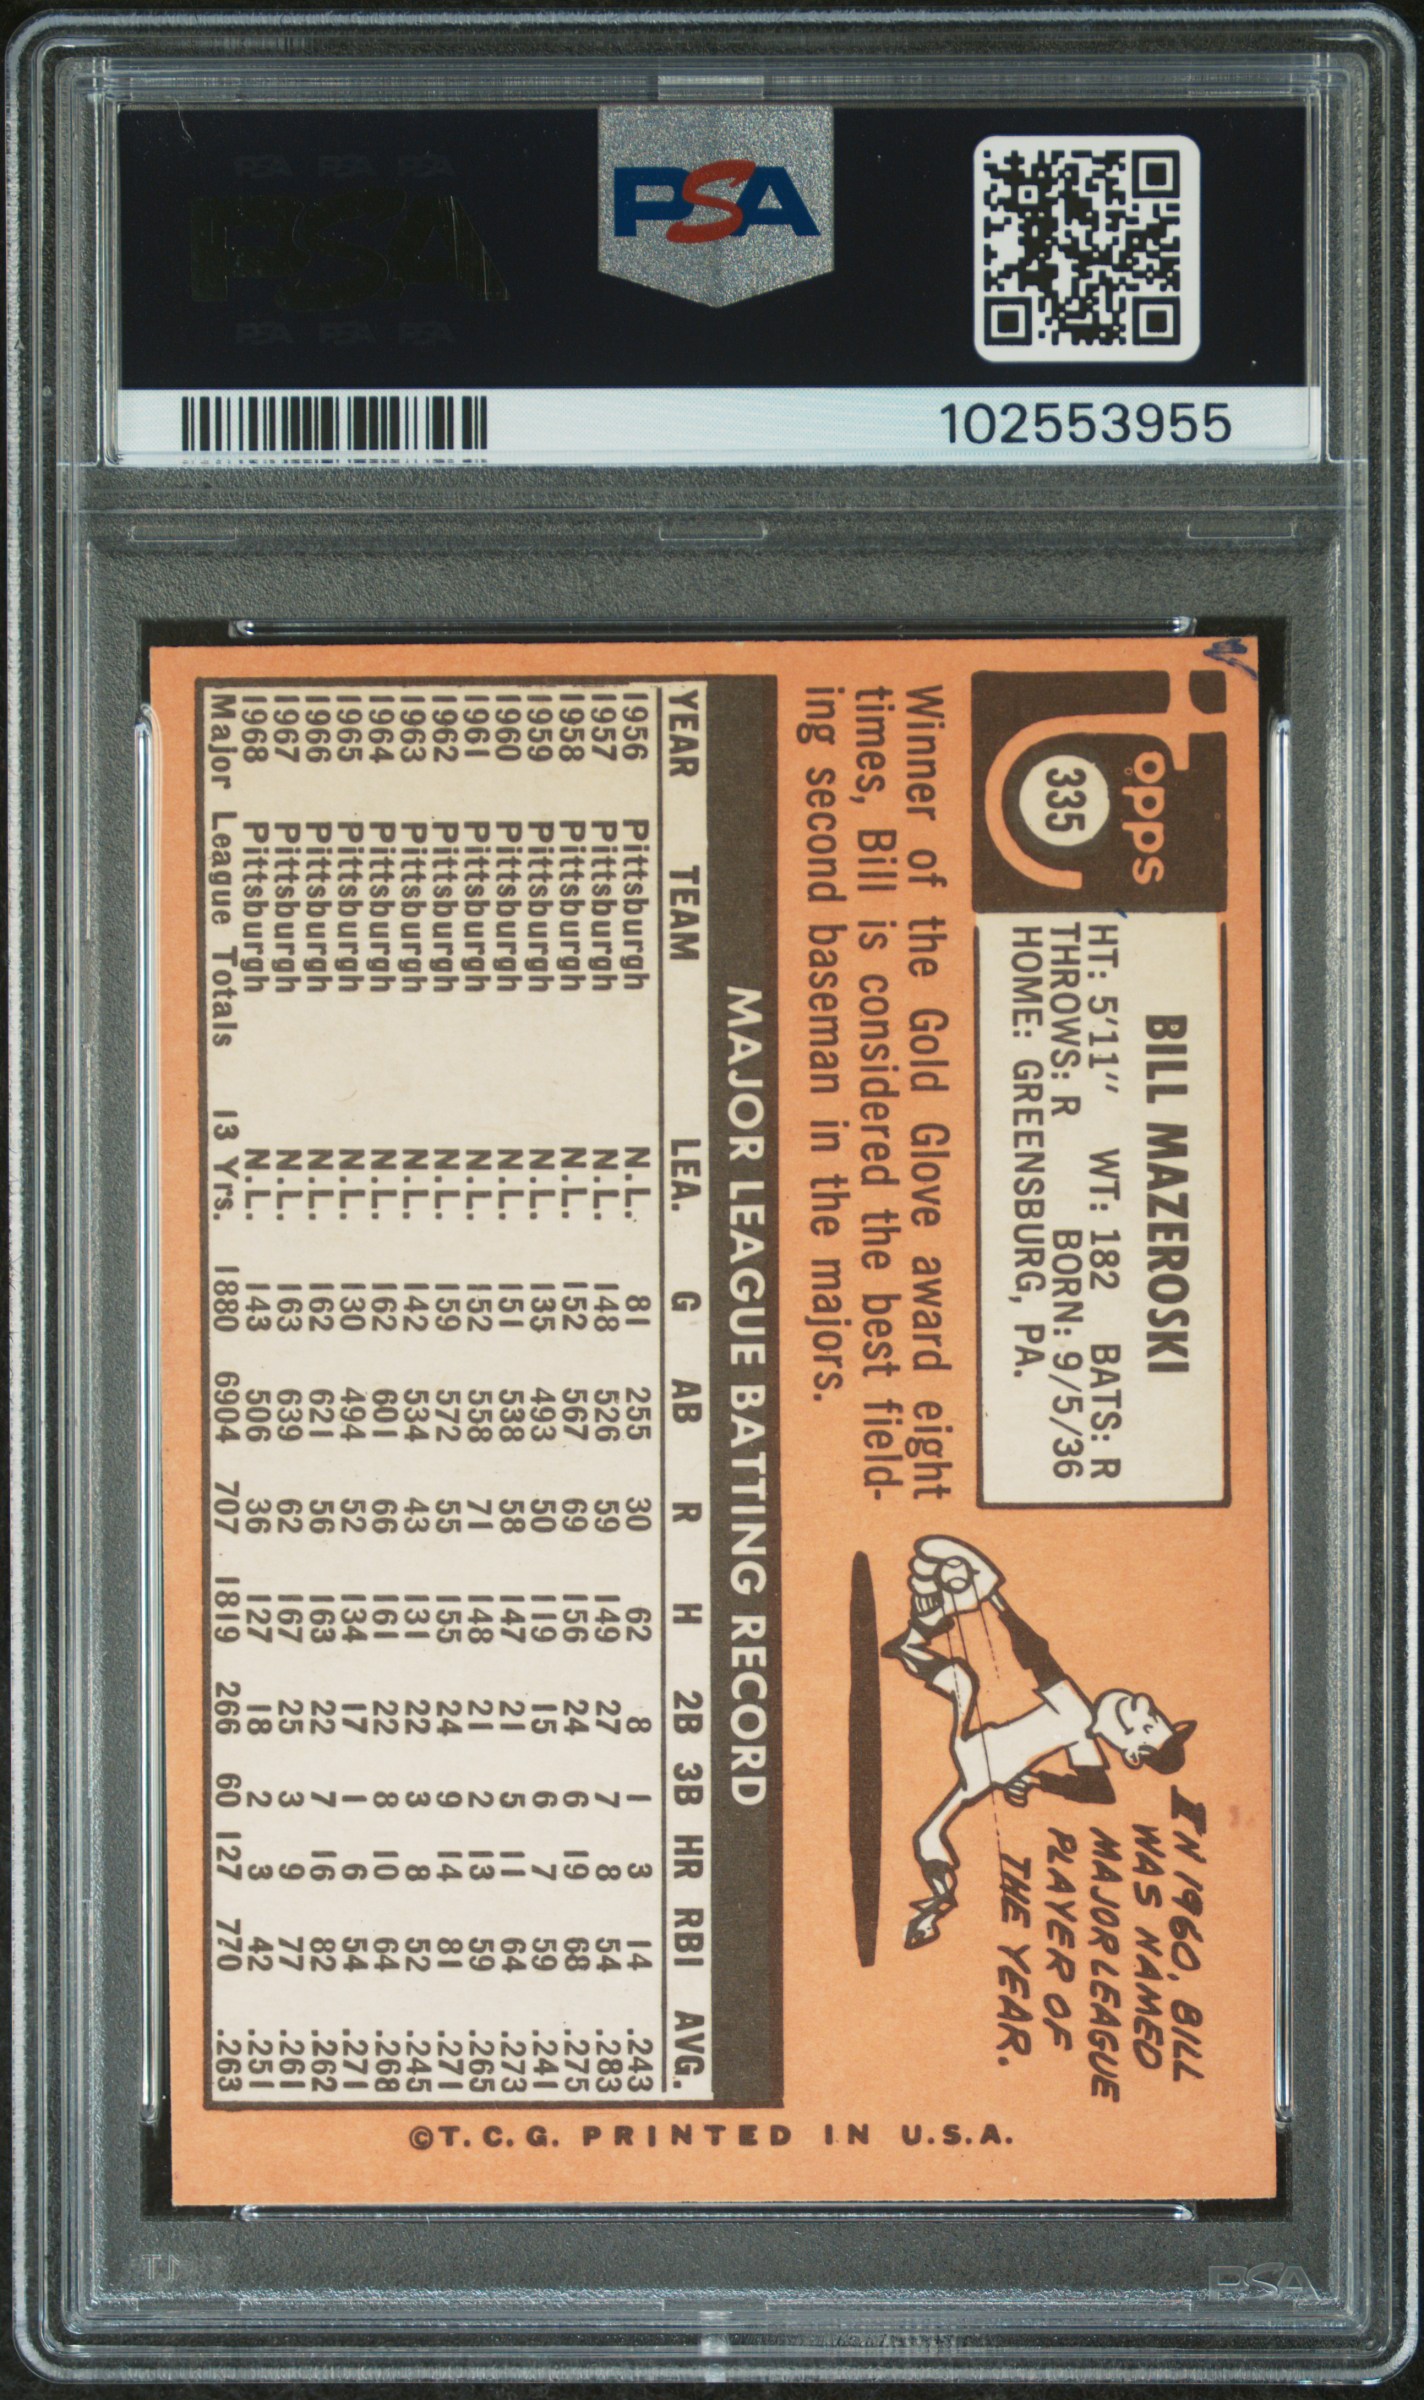 PSA PSA PSA
PSA
PSA PSA PSA
PSA
102553955
Topps
335
BILL MAZEROSKI
HT: 5'11" WT: 182 BATS: R
THROWS: R BORN: 9/5/36
HOME: GREENSBURG, PA.
Winner of the Gold Glove award eight
times, Bill is considered the best field-
ing second baseman in the majors.
IN 1960, BILL
WAS NAMED
MAJOR LEAGUE
PLAYER OF
THE YEAR.
MAJOR LEAGUE BATTING RECORD
YEAR TEAM LEA. G AB R H 2B 3B HR RBI AVG.
1956 Pittsburgh N.L. 81 255 30 62 8 1 3 14 .243
1957 Pittsburgh N.L. 148 526 59 149 27 7 8 54 .283
1958 Pittsburgh N.L. 152 567 69 156 24 6 19 68 .275
1959 Pittsburgh N.L. 135 493 50 119 15 6 7 59 .241
1960 Pittsburgh N.L. 151 538 58 147 21 5 11 64 .273
1961 Pittsburgh N.L. 152 558 71 148 21 2 13 59 .265
1962 Pittsburgh N.L. 159 572 55 155 24 9 14 81 .271
1963 Pittsburgh N.L. 142 534 43 131 22 3 8 52 .245
1964 Pittsburgh N.L. 162 601 66 161 22 8 10 64 .268
1965 Pittsburgh N.L. 130 494 52 134 17 1 6 54 .271
1966 Pittsburgh N.L. 162 621 56 163 22 7 16 82 .262
1967 Pittsburgh N.L. 163 639 62 167 25 3 9 77 .261
1968 Pittsburgh N.L. 143 506 36 127 18 2 3 42 .251
Major League Totals 13 Yrs. 1880 6904 707 1819 266 60 127 770 .263
©T.C.G. PRINTED IN U.S.A.
PSA